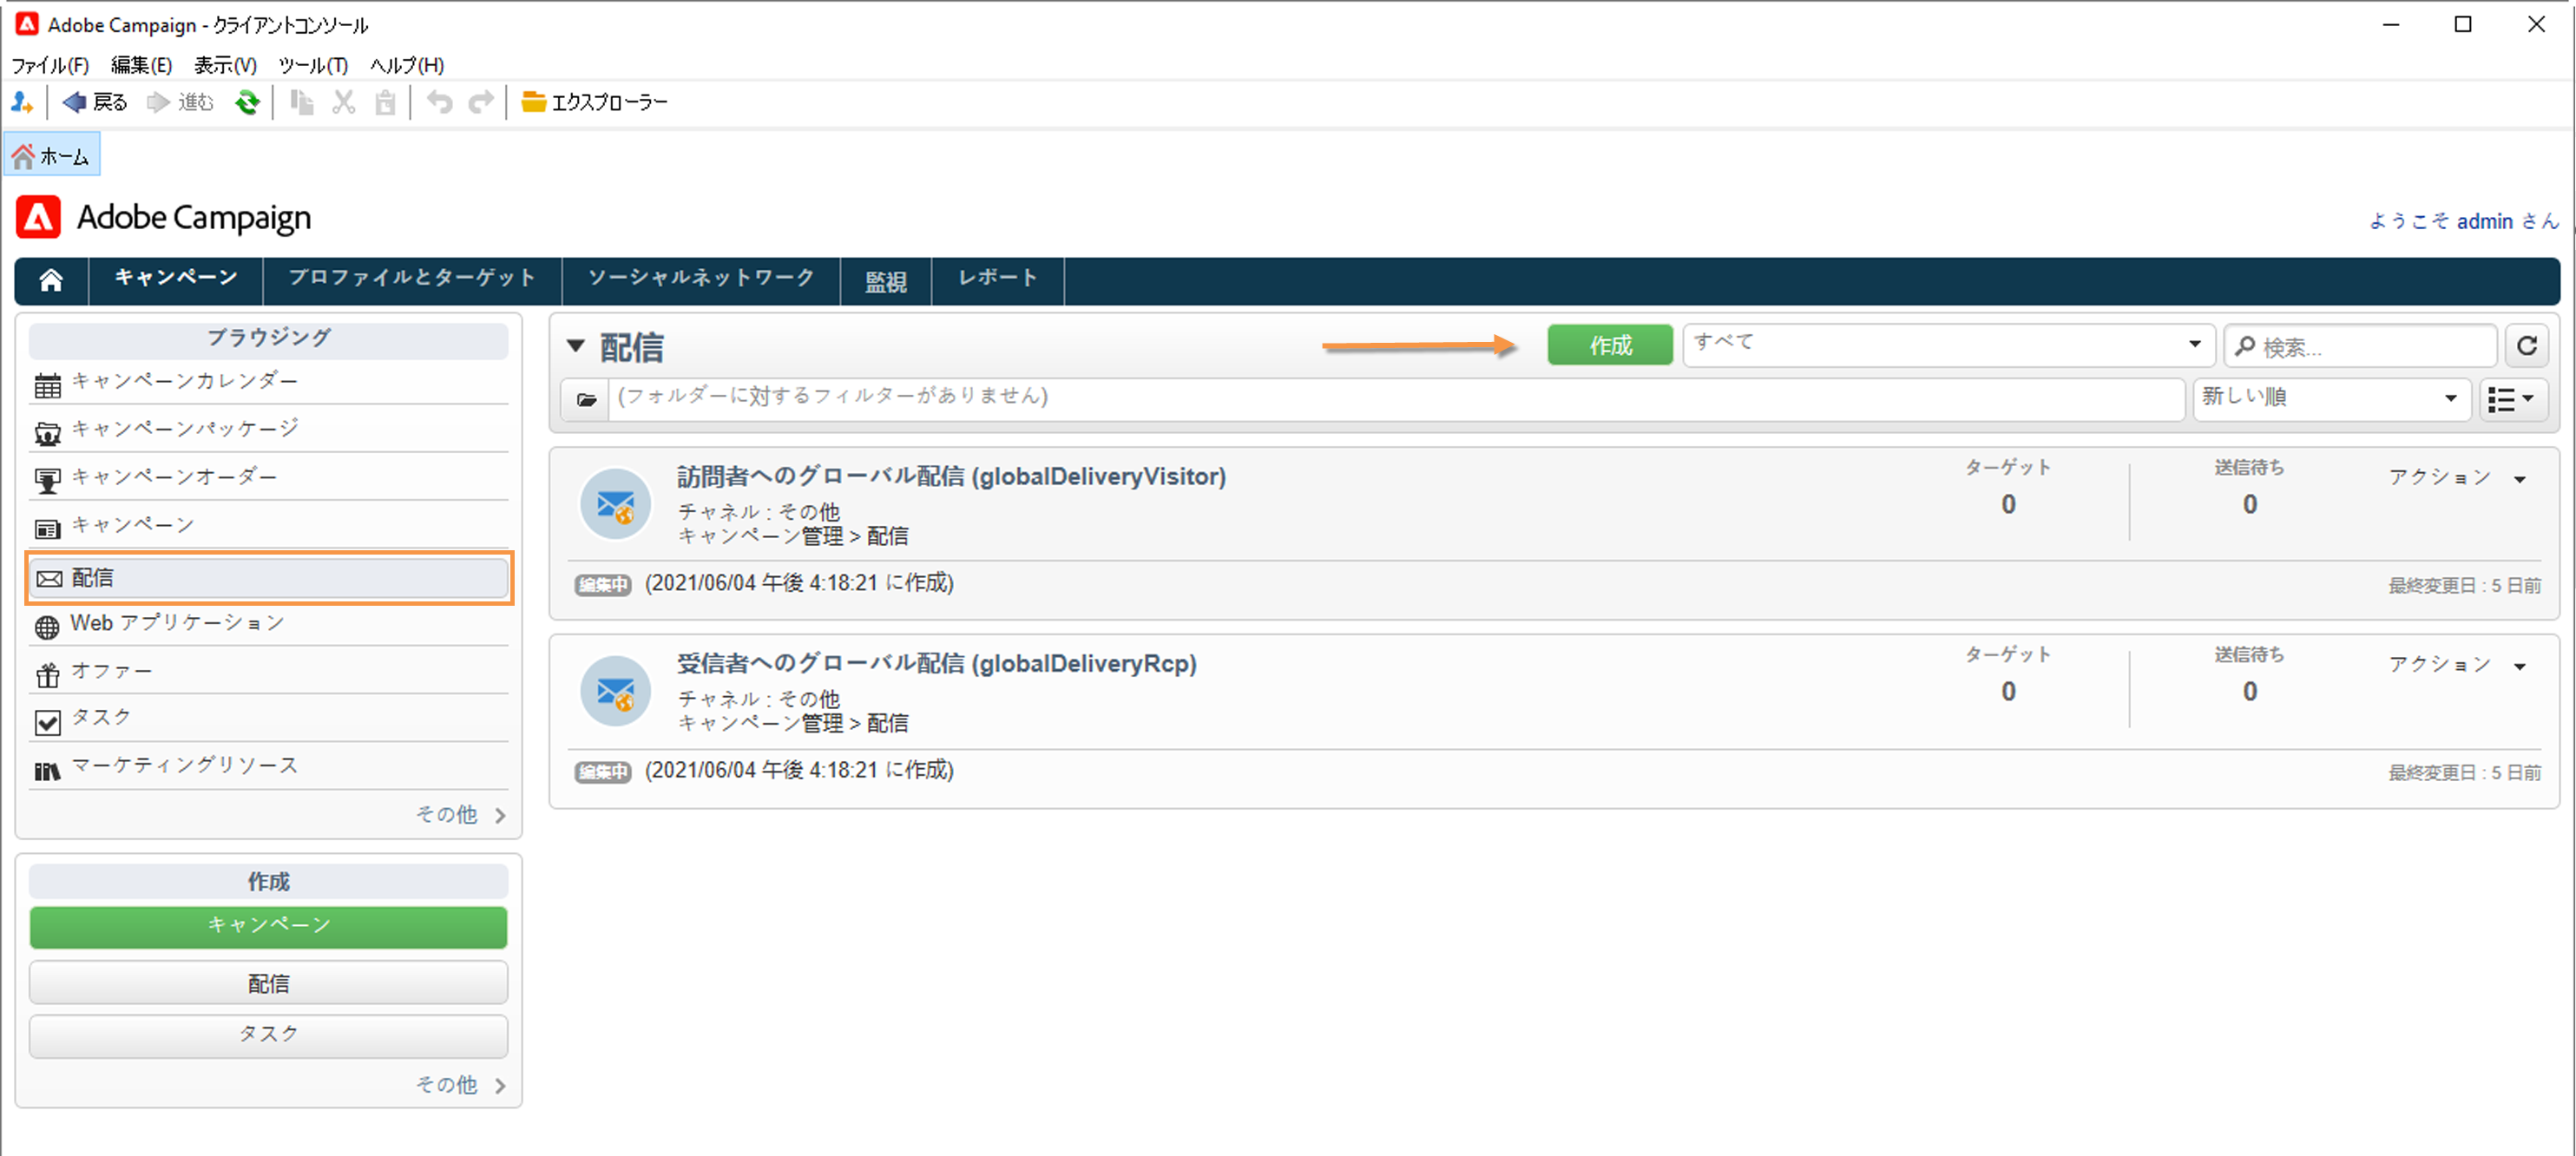 Adobe Campaign - クライアントコンソール
ファイル(F) 編集(E) 表示(V) ツール(T) ヘルプ(H)
戻る 進む エクスプローラー
ホーム
Adobe Campaign
ようこそ admin さん
キャンペーン プロファイルとターゲット ソーシャルネットワーク 監視 レポート
ブラウジング
キャンペーンカレンダー
キャンペーンパッケージ
キャンペーンオーダー
キャンペーン
配信
Web アプリケーション
オファー
タスク
マーケティングリソース
その他
作成
キャンペーン
配信
タスク
その他
配信 作成 すべて 検索...
(フォルダーに対するフィルターがありません) 新しい順
訪問者へのグローバル配信 (globalDeliveryVisitor)
チャネル : その他
キャンペーン管理 > 配信
ターゲット
0
送信待ち
0
アクション
編集中 (2021/06/04 午後 4:18:21 に作成)
最終変更日 : 5 日前
受信者へのグローバル配信 (globalDeliveryRcp)
チャネル : その他
キャンペーン管理 > 配信
ターゲット
0
送信待ち
0
アクション
編集中 (2021/06/04 午後 4:18:21 に作成)
最終変更日 : 5 日前